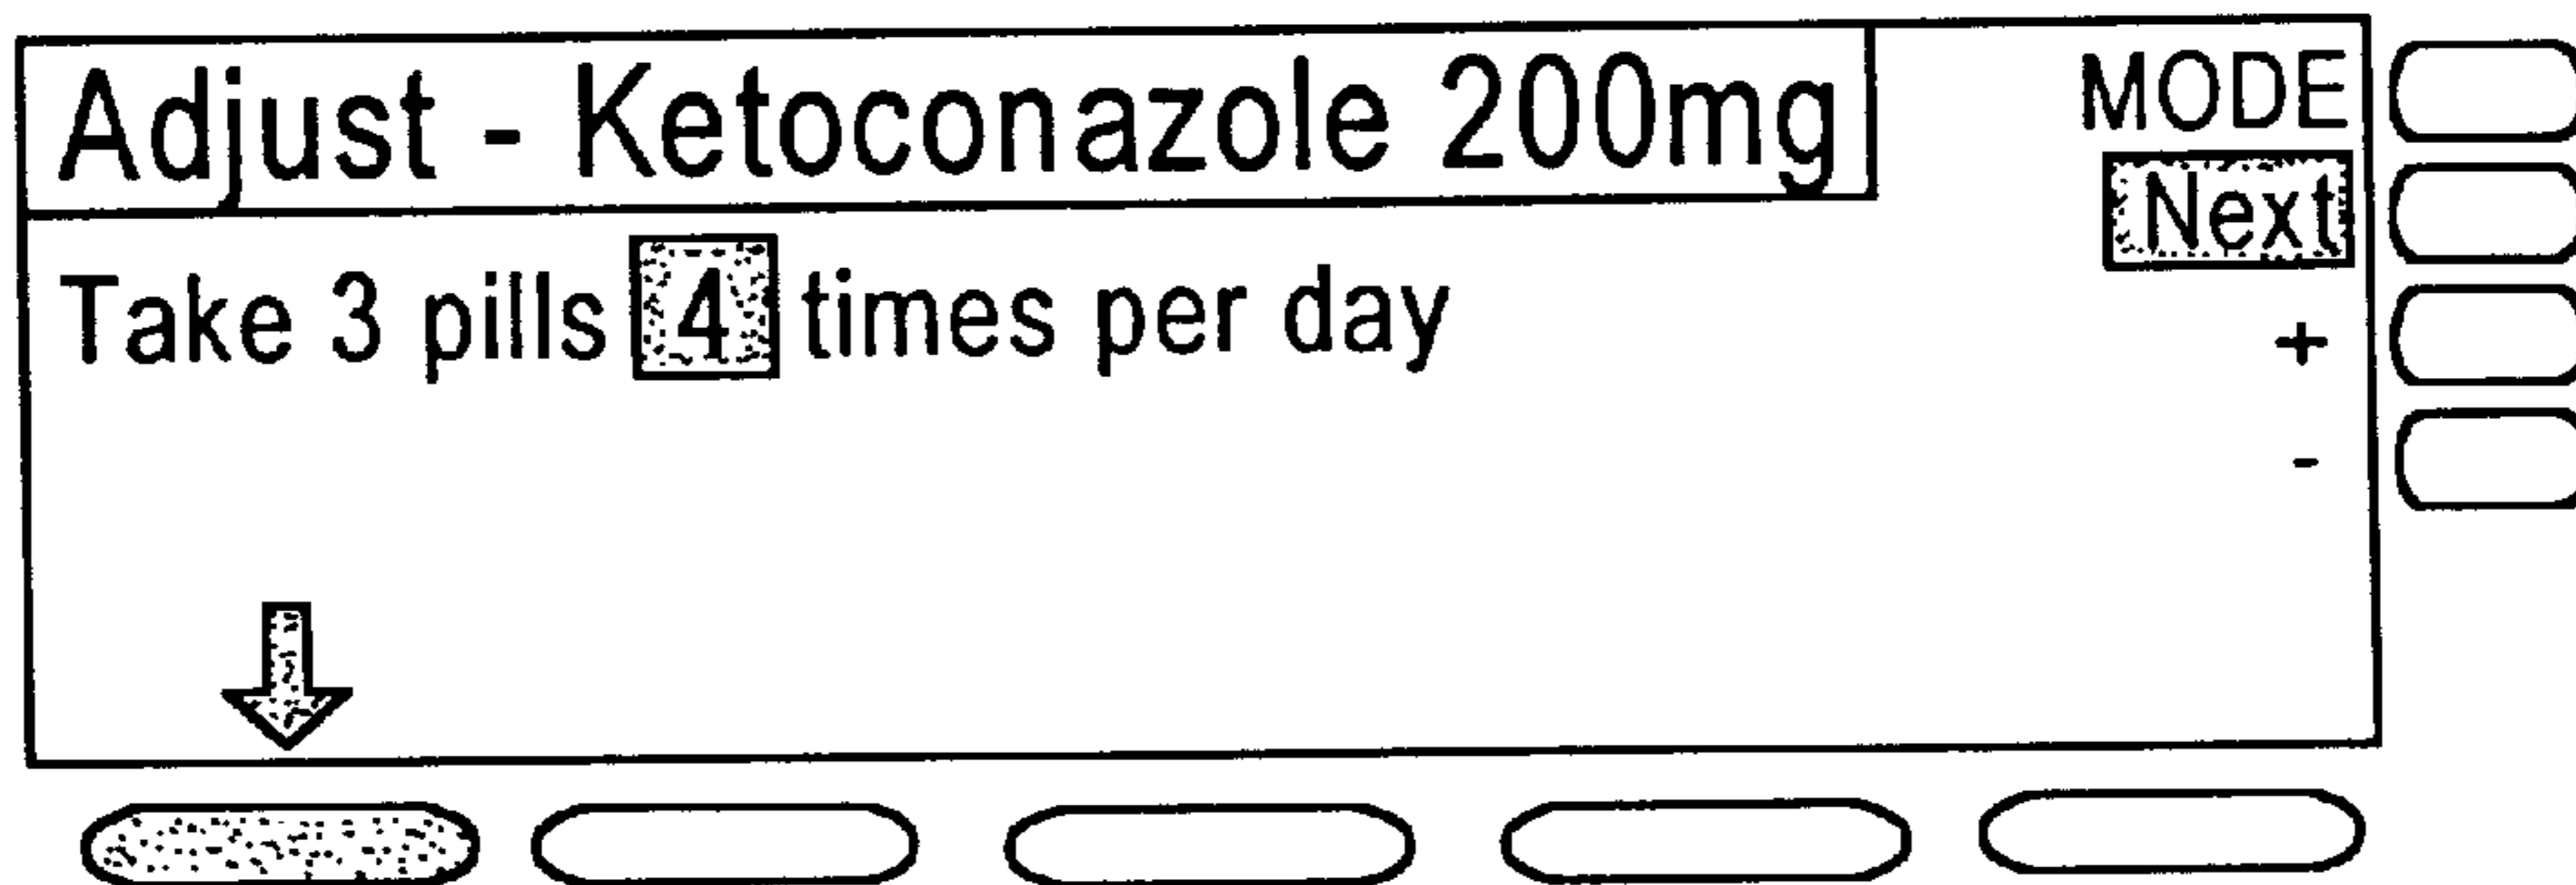 Adjust - Ketoconazole 200mg
MODE
Next
Take 3 pills 4 times per day
+
-